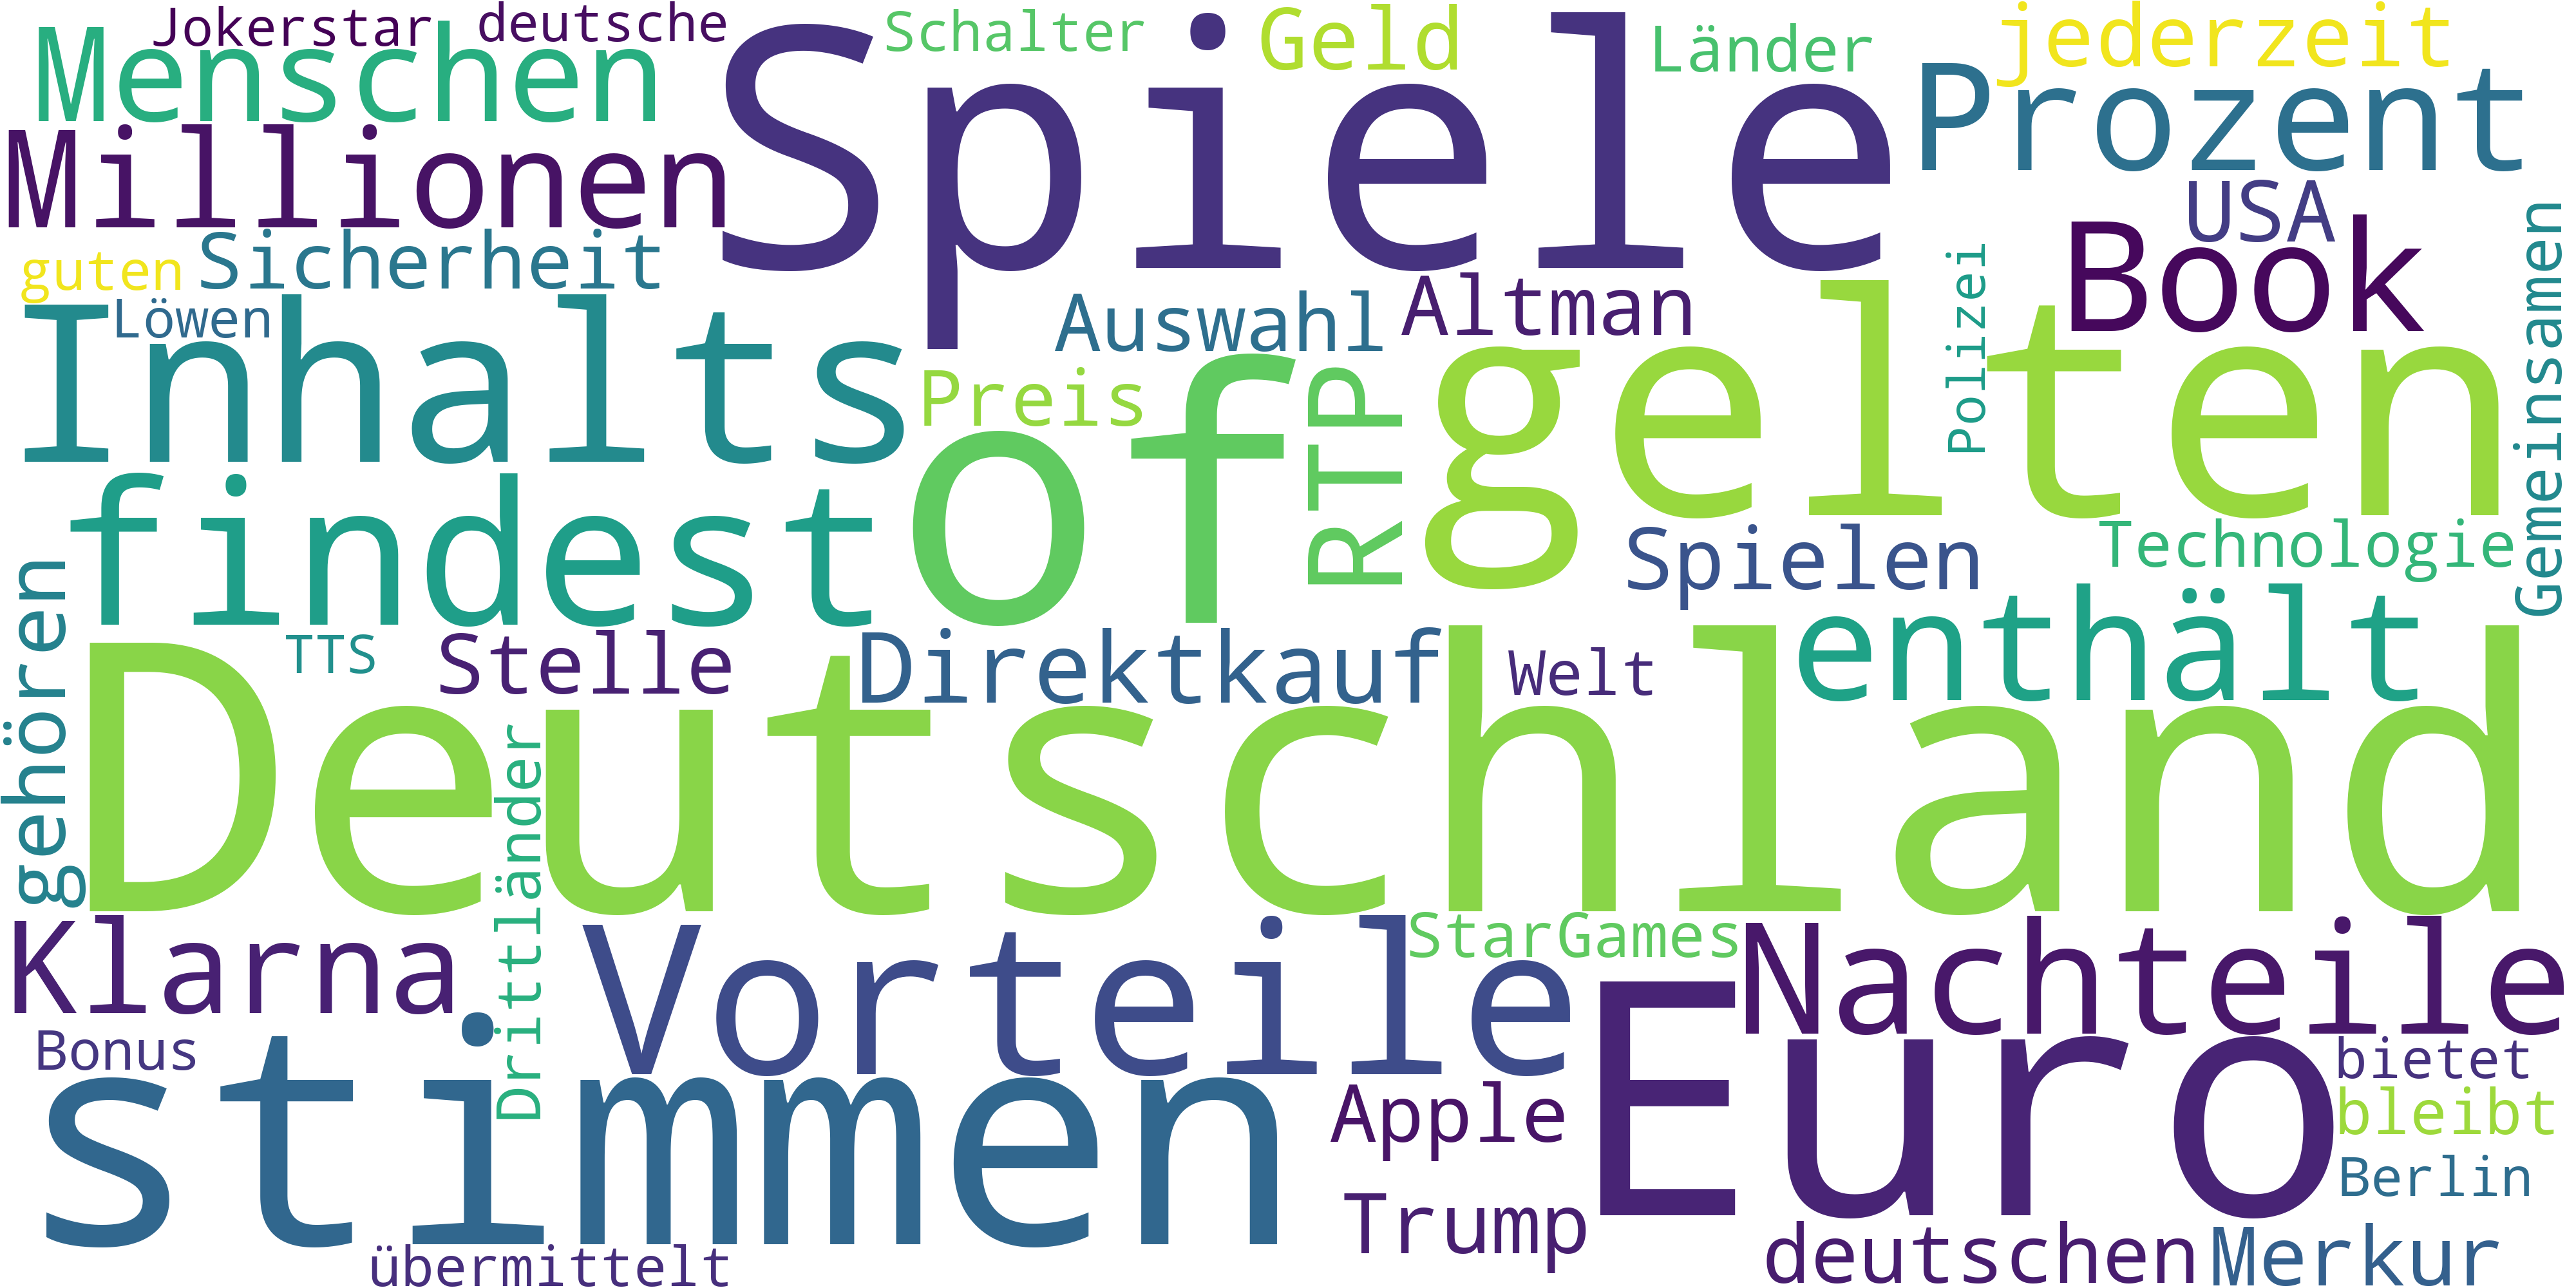 Jokerstar
deutsche
Schalter
Geld
Länder
jederzeit
Menschen
Spiele
Prozent
Millionen
USA
Sicherheit
guten
Book
Löwen
Inhalts
Auswahl
Altman
Polizei
Gemeinsamen
Preis
RTP
gelten
of
findest
Spielen
Technologie
gehören
TTS
Stelle
Direktkauf
Welt
enthält
Deutschland
Drittländer
Klarna
StarGames
Vorteile
Nachteile
Bonus
Euro
bietet
stimmen
Apple
bleibt
Berlin
Trump
übermittelt
deutschen
Merkur